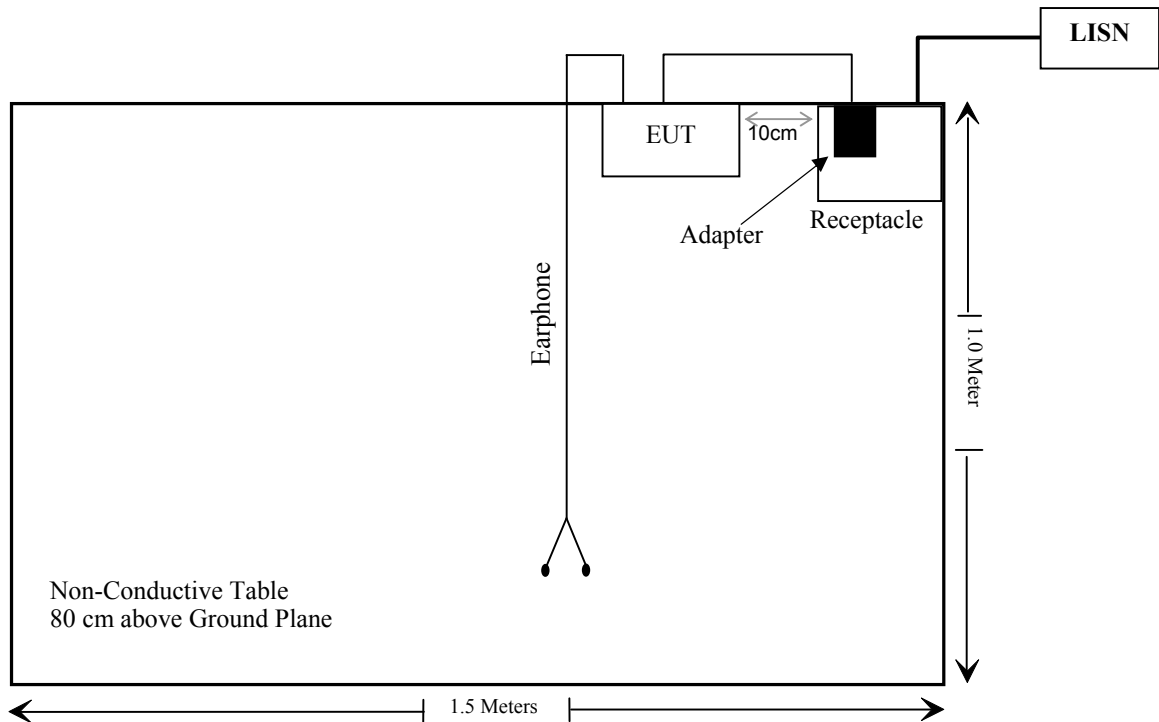 LISN
EUT
10cm
Adapter
Receptacle
Earphone
1.0 Meter
Non-Conductive Table
80 cm above Ground Plane
1.5 Meters